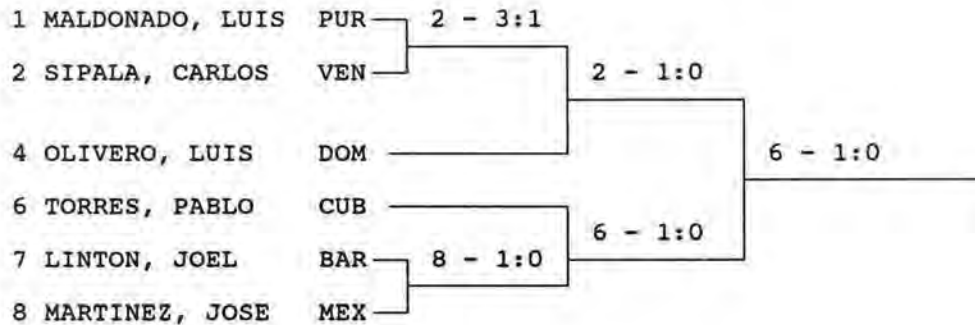 1 MALDONADO, LUIS PUR 2 - 3:1
2 SIPALA, CARLOS VEN 2 - 1:0
4 OLIVERO, LUIS DOM 6 - 1:0
6 TORRES, PABLO CUB 6 - 1:0
7 LINTON, JOEL BAR 8 - 1:0
8 MARTINEZ, JOSE MEX